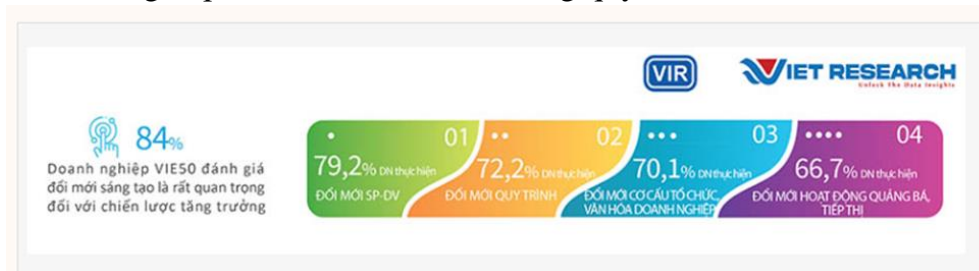 VIR
VIET RESEARCH
Unlock The Data Insights
84%
Doanh nghiệp VIE50 đánh giá
đổi mới sáng tạo là rất quan trọng
đối với chiến lược tăng trưởng
01
79,2% DN thực hiện
ĐỔI MỚI SP-DV
02
72,2% DN thực hiện
ĐỔI MỚI QUY TRÌNH
03
70,1% DN thực hiện
ĐỔI MỚI CƠ CẤU TỔ CHỨC,
VĂN HÓA DOANH NGHIỆP
04
66,7% DN thực hiện
ĐỔI MỚI HOẠT ĐỘNG QUẢNG BÁ,
TIẾP THỊ